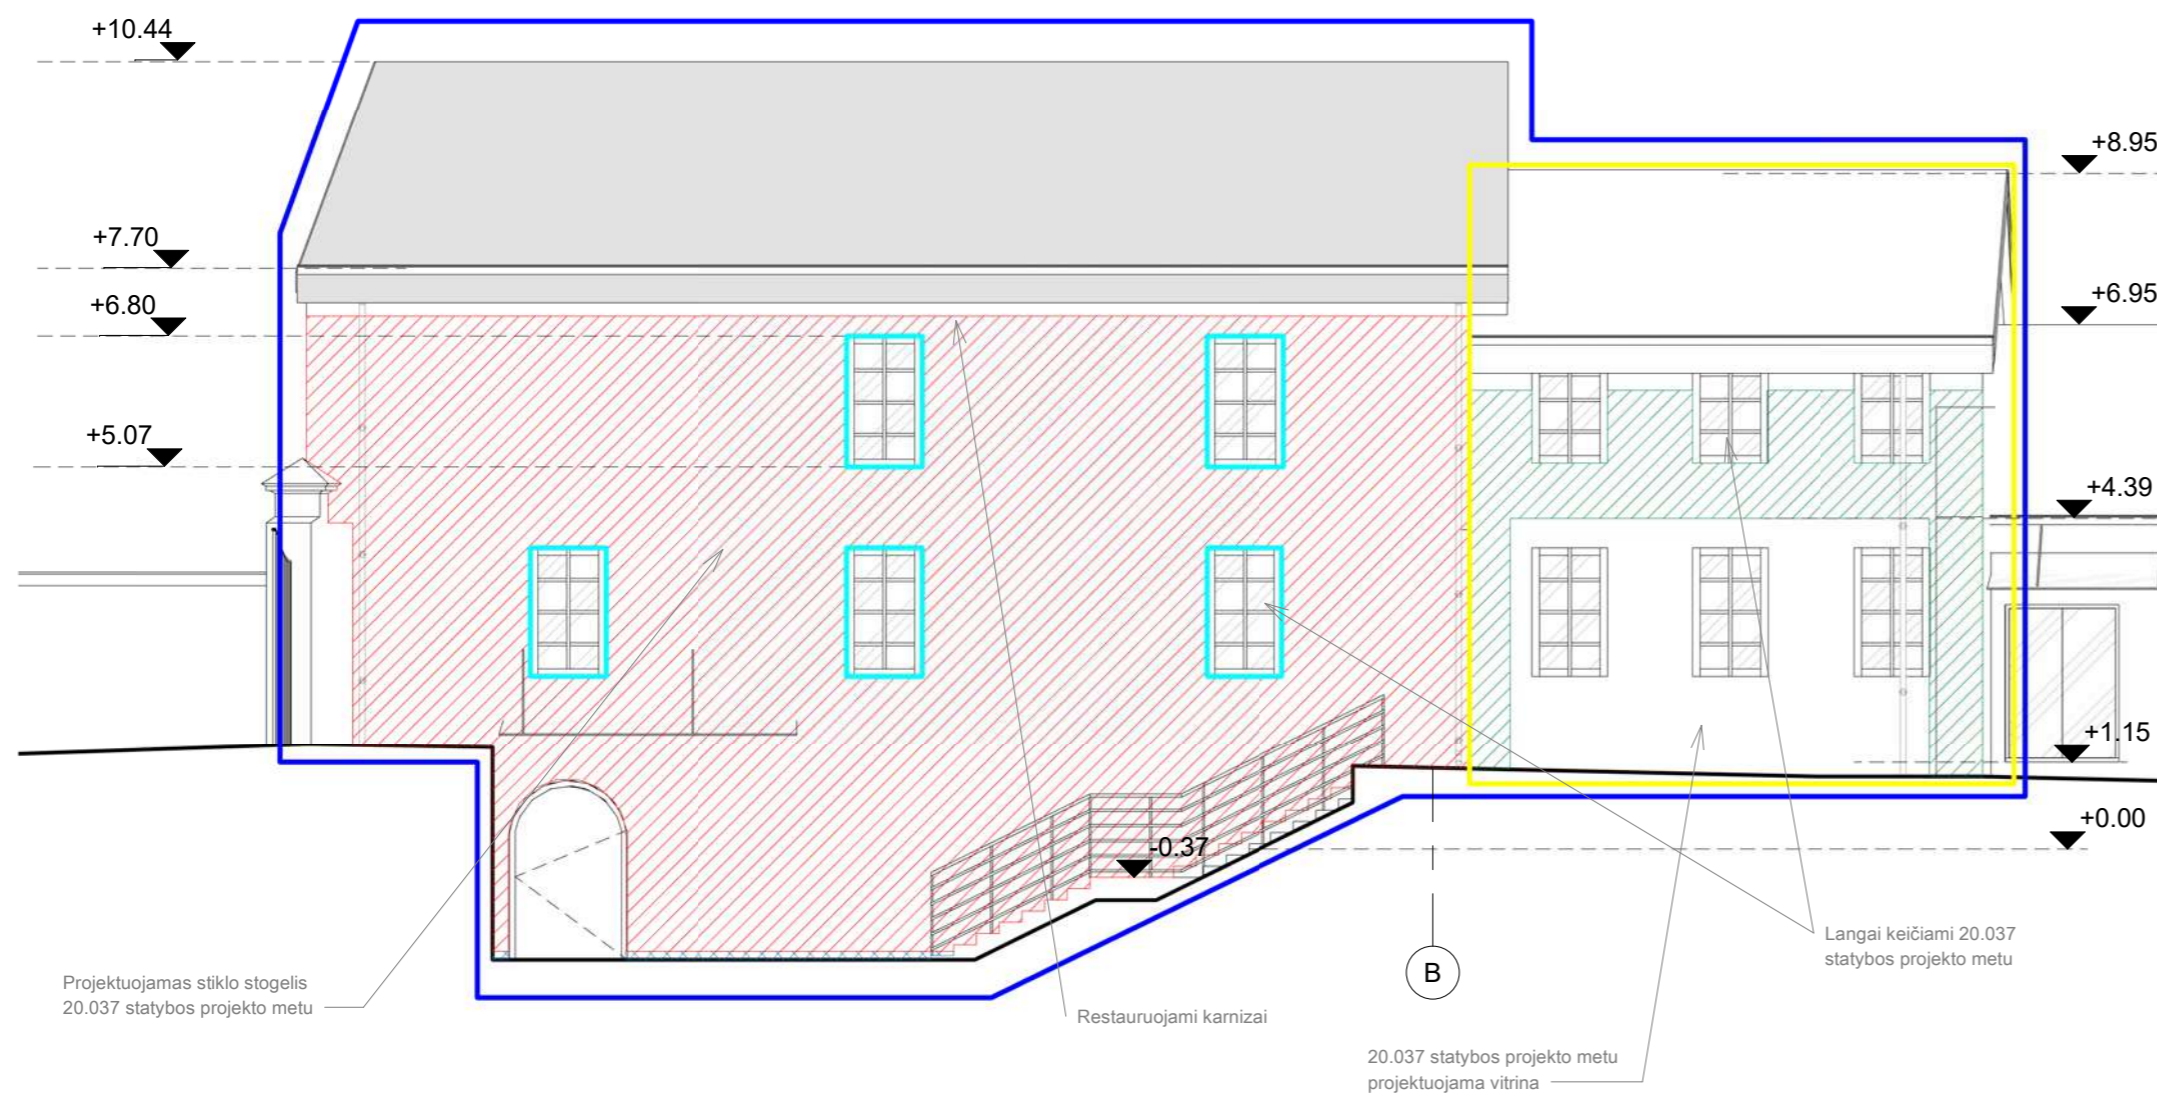 +10.44
+8.95
+7.70
+6.80
+6.95
+5.07
+4.39
+1.15
+0.00
-0.37
Langai keičiami 20.037
statybos projekto metu
B
Projektuojamas stiklo stogelis
20.037 statybos projekto metu
Restauruojami karnizai
20.037 statybos projekto metu
projektuojama vitrina